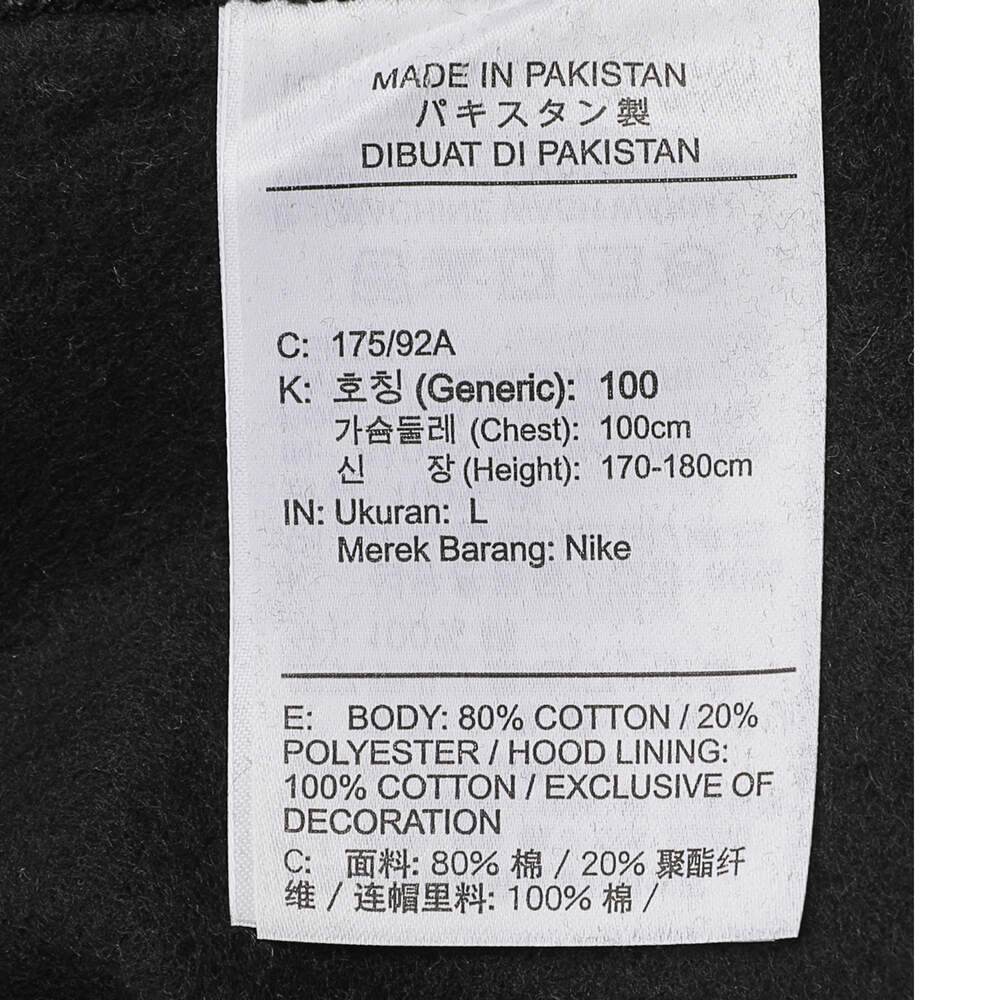 MADE IN PAKISTAN
パキスタン製
DIBUAT DI PAKISTAN
C: 175/92A
K: 호칭 (Generic): 100
가슴둘레 (Chest): 100cm
신 장 (Height): 170-180cm
IN: Ukuran: L
Merek Barang: Nike
E: BODY: 80% COTTON / 20%
POLYESTER / HOOD LINING:
100% COTTON / EXCLUSIVE OF
DECORATION
C: 面料: 80% 棉 / 20% 聚酯纤
维 / 连帽里料: 100% 棉 /